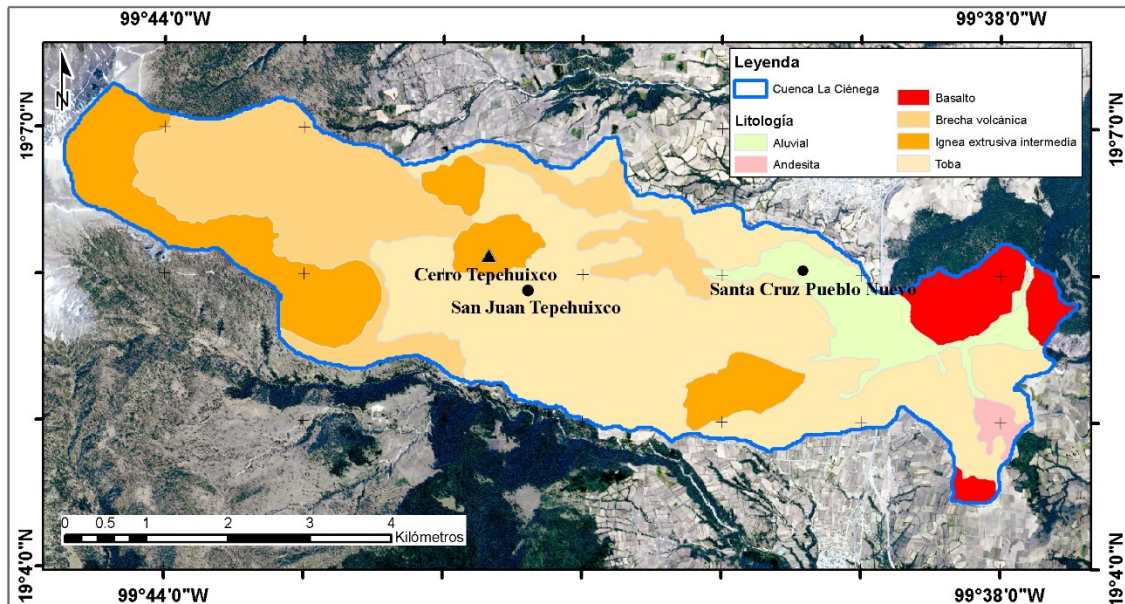 99°44'0"W
99°38'0"W
19°7'0"N
19°7'0"N
N
Leyenda
Cuenca La Ciénega
Litología
Aluvial
Andesita
Basalto
Brecha volcánica
Ignea extrusiva intermedia
Toba
Cerro Tepehuixco
San Juan Tepehuixco
Santa Cruz Pueblo Nuevo
0 0.5 1 2 3 4
Kilómetros
19°4'0"N
19°4'0"N
99°44'0"W
99°38'0"W